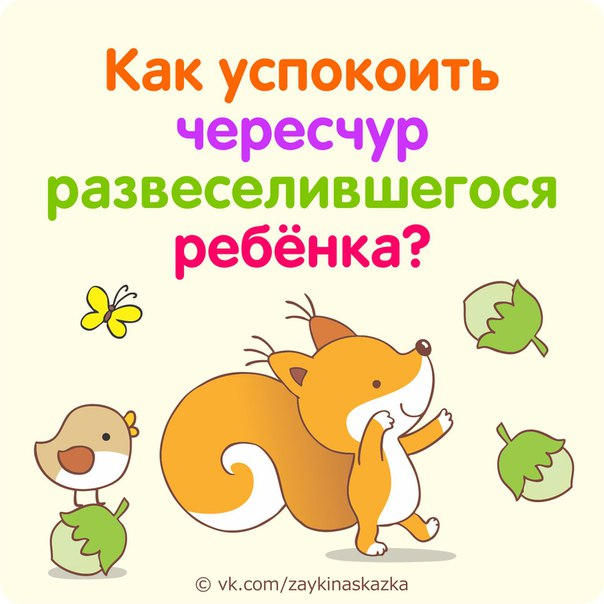 Как успокоить
чересчур
развеселившегося
ребёнка?
© vk.com/zaykinaskazka